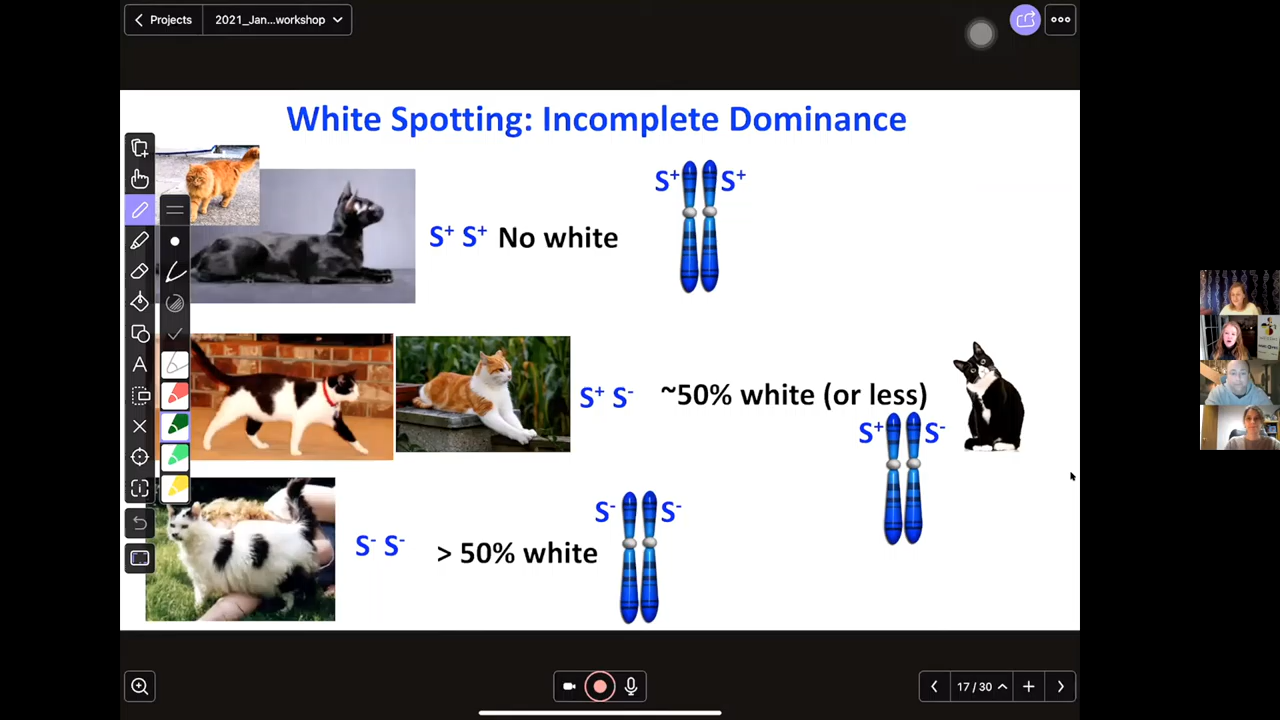 Projects
2021_Jan...workshop
White Spotting: Incomplete Dominance
S+ S+
S+ S+ No white
S+ S- ~50% white (or less)
S+ S-
S- S-
S- S- > 50% white
A
17 / 30